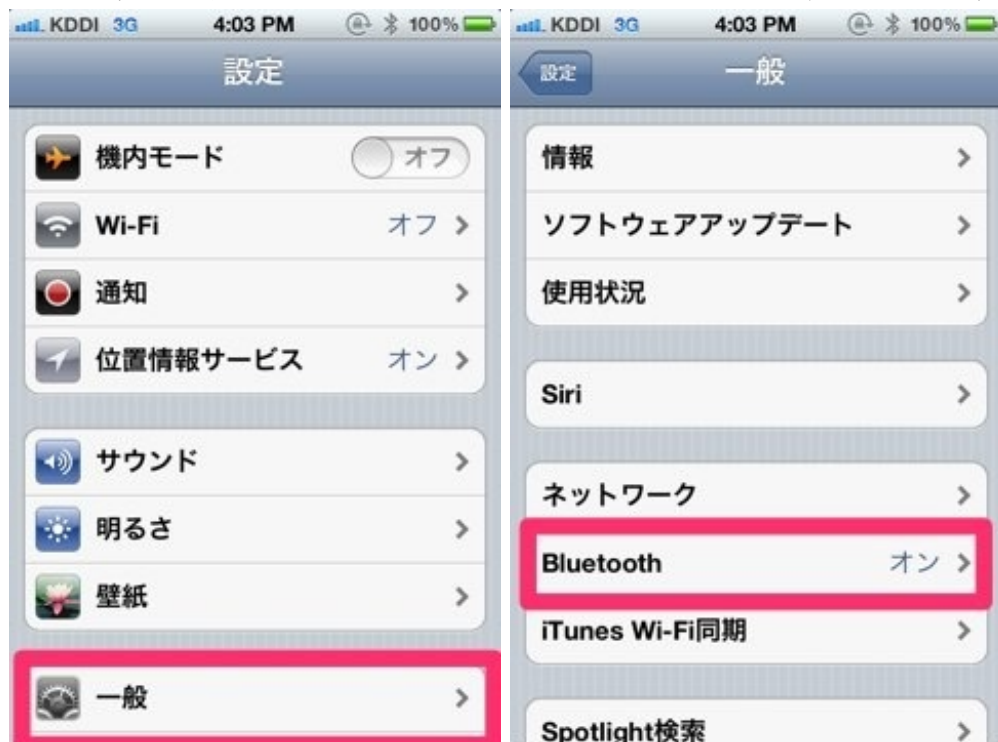 KDDI 3G 4:03 PM 100%
設定
機内モード オフ
Wi-Fi オフ
通知
位置情報サービス オン
サウンド
明るさ
壁紙
一般
KDDI 3G 4:03 PM 100%
設定 一般
情報
ソフトウェアアップデート
使用状況
Siri
ネットワーク
Bluetooth オン
iTunes Wi-Fi同期
Spotlight検索